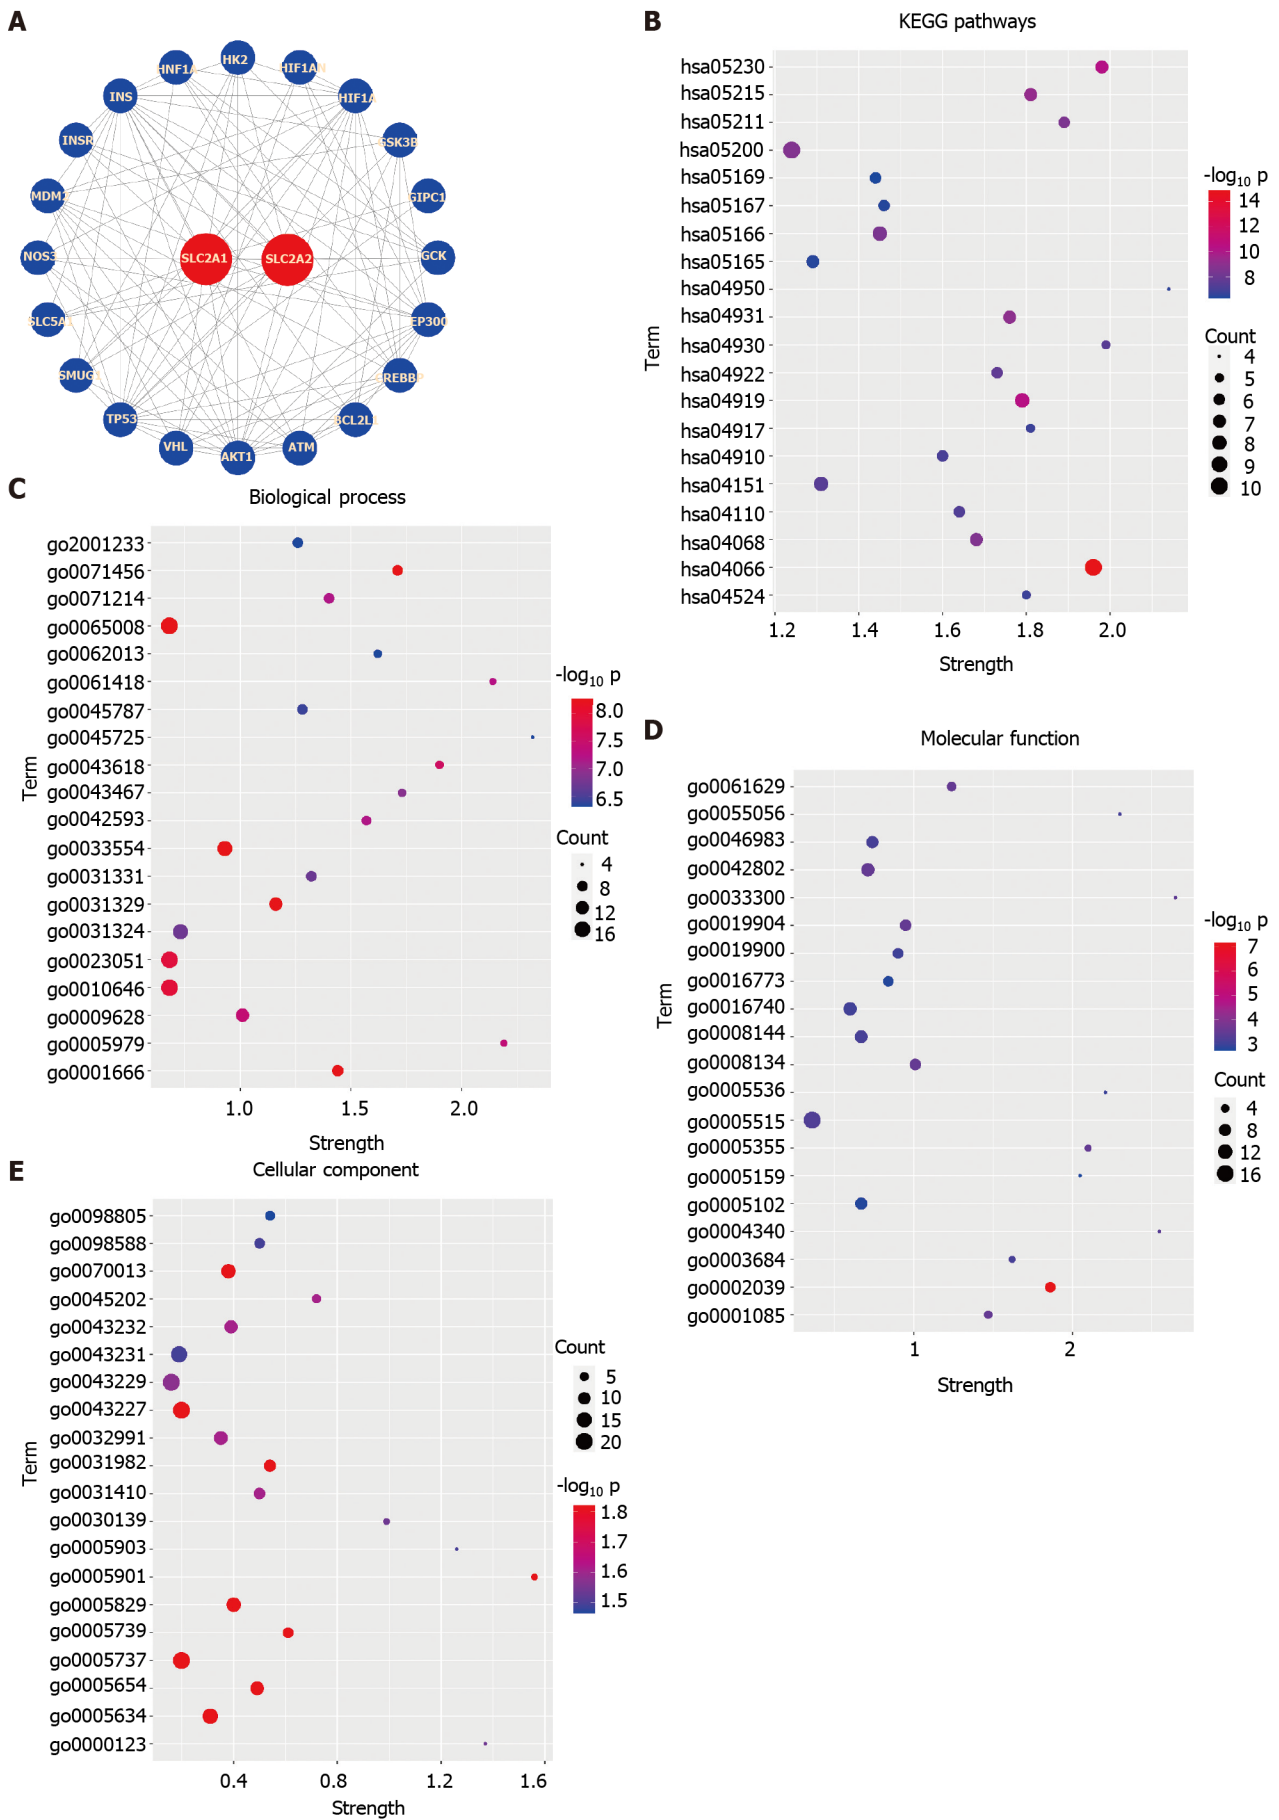 A
HNF1A
HK2
HIF1AN
INS
HIF1A
INSR
GSK3B
MDM2
GIPC1
NOS3
SLC2A1
SLC2A2
GCK
SLC5A
EP300
SMUG1
CREBBP
TP53
BCL2L1
VHL
AKT1
ATM
B
KEGG pathways
Term
hsa05230
hsa05215
hsa05211
hsa05200
hsa05169
hsa05167
hsa05166
hsa05165
hsa04950
hsa04931
hsa04930
hsa04922
hsa04919
hsa04917
hsa04910
hsa04151
hsa04110
hsa04068
hsa04066
hsa04524
1.2 1.4 1.6 1.8 2.0
Strength
-log10 p
14
10
8
Count
4
5
6
7
8
9
10
C
Biological process
Term
go2001233
go0071456
go0071214
go0065008
go0062013
go0061418
go0045787
go0045725
go0043618
go0043467
go0042593
go0033554
go0031331
go0031329
go0031324
go0023051
go0010646
go0009628
go0005979
go0001666
1.0 1.5 2.0
Strength
-log10 p
8.0
7.5
7.0
6.5
Count
4
8
12
16
D
Molecular function
Term
go0061629
go0055056
go0046983
go0042802
go0033300
go0019904
go0019900
go0016773
go0016740
go0008144
go0008134
go0005536
go0005515
go0005355
go0005159
go0005102
go0004340
go0003684
go0002039
go0001085
1 2
Strength
-log10 p
7
6
5
4
3
Count
4
8
12
16
E
Cellular component
Term
go0098805
go0098588
go0070013
go0045202
go0043232
go0043231
go0043229
go0043227
go0032991
go0031982
go0031410
go0030139
go0005903
go0005901
go0005829
go0005739
go0005737
go0005654
go0005634
go0000123
0.4 0.8 1.2 1.6
Strength
Count
5
10
15
20
-log10 p
1.8
1.7
1.6
1.5